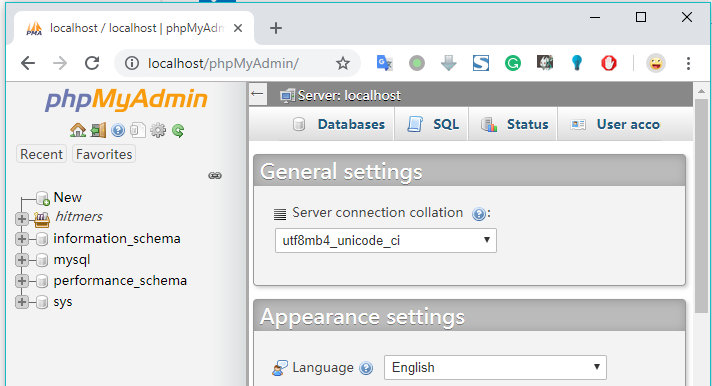 PMA
localhost / localhost | phpMyAdm
localhost/phpMyAdmin/
phpMyAdmin
Recent
Favorites
New
hitmers
information_schema
mysql
performance_schema
sys
Server: localhost
Databases
SQL
Status
User acco
General settings
Server connection collation :
utf8mb4_unicode_ci
Appearance settings
Language
English